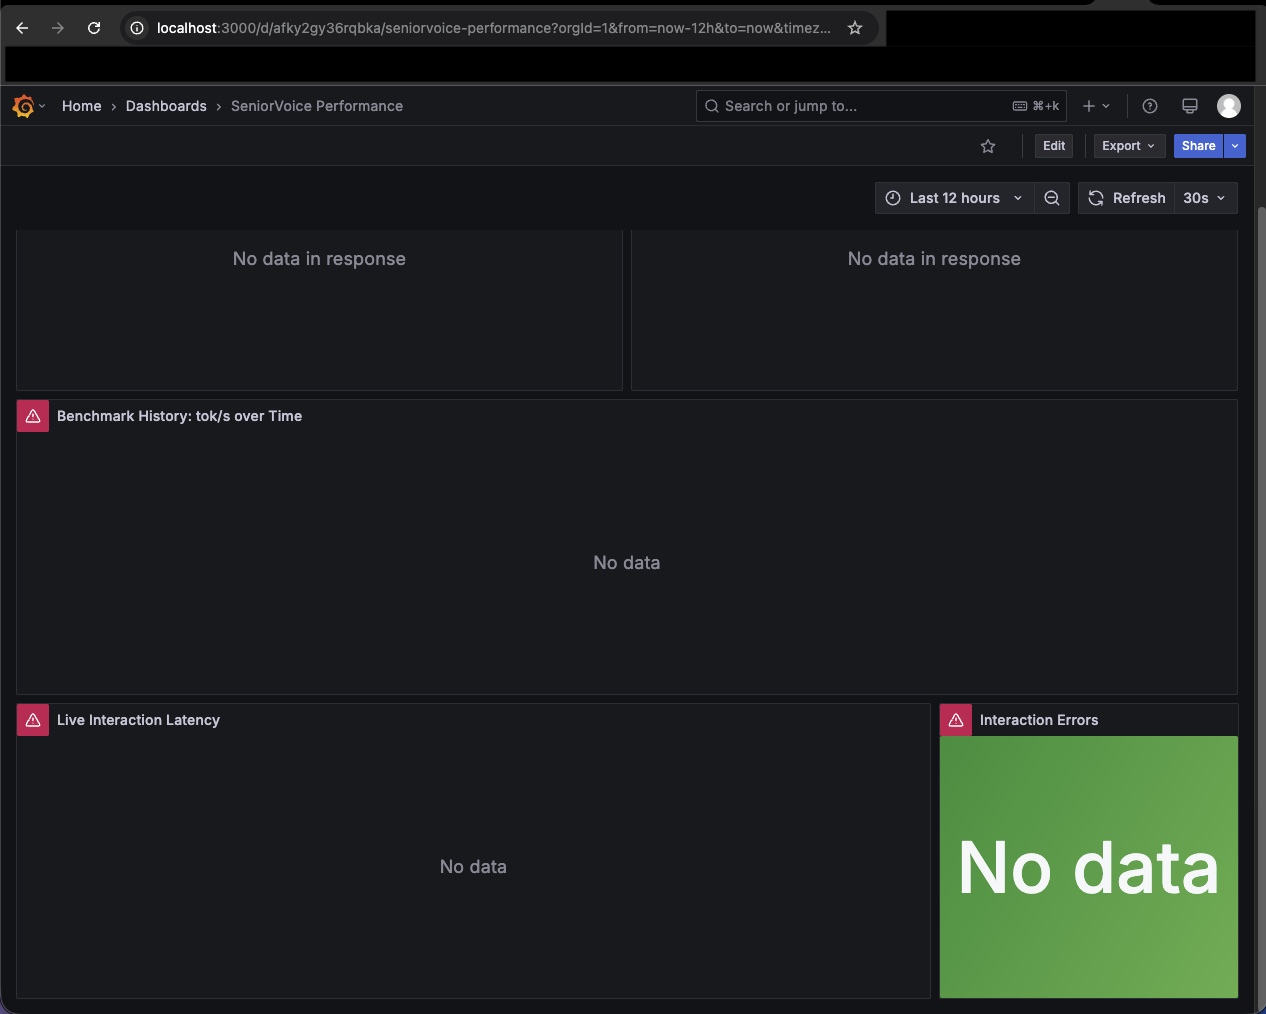 localhost:3000/d/afky2gy36rqbka/seniorvoice-performance?orgId=1&from=now-12h&to=now&timez...
Home › Dashboards › SeniorVoice Performance
Search or jump to...
⌘+k
Edit
Export
Share
Last 12 hours
Refresh
30s
No data in response
No data in response
Benchmark History: tok/s over Time
No data
Live Interaction Latency
No data
Interaction Errors
No data